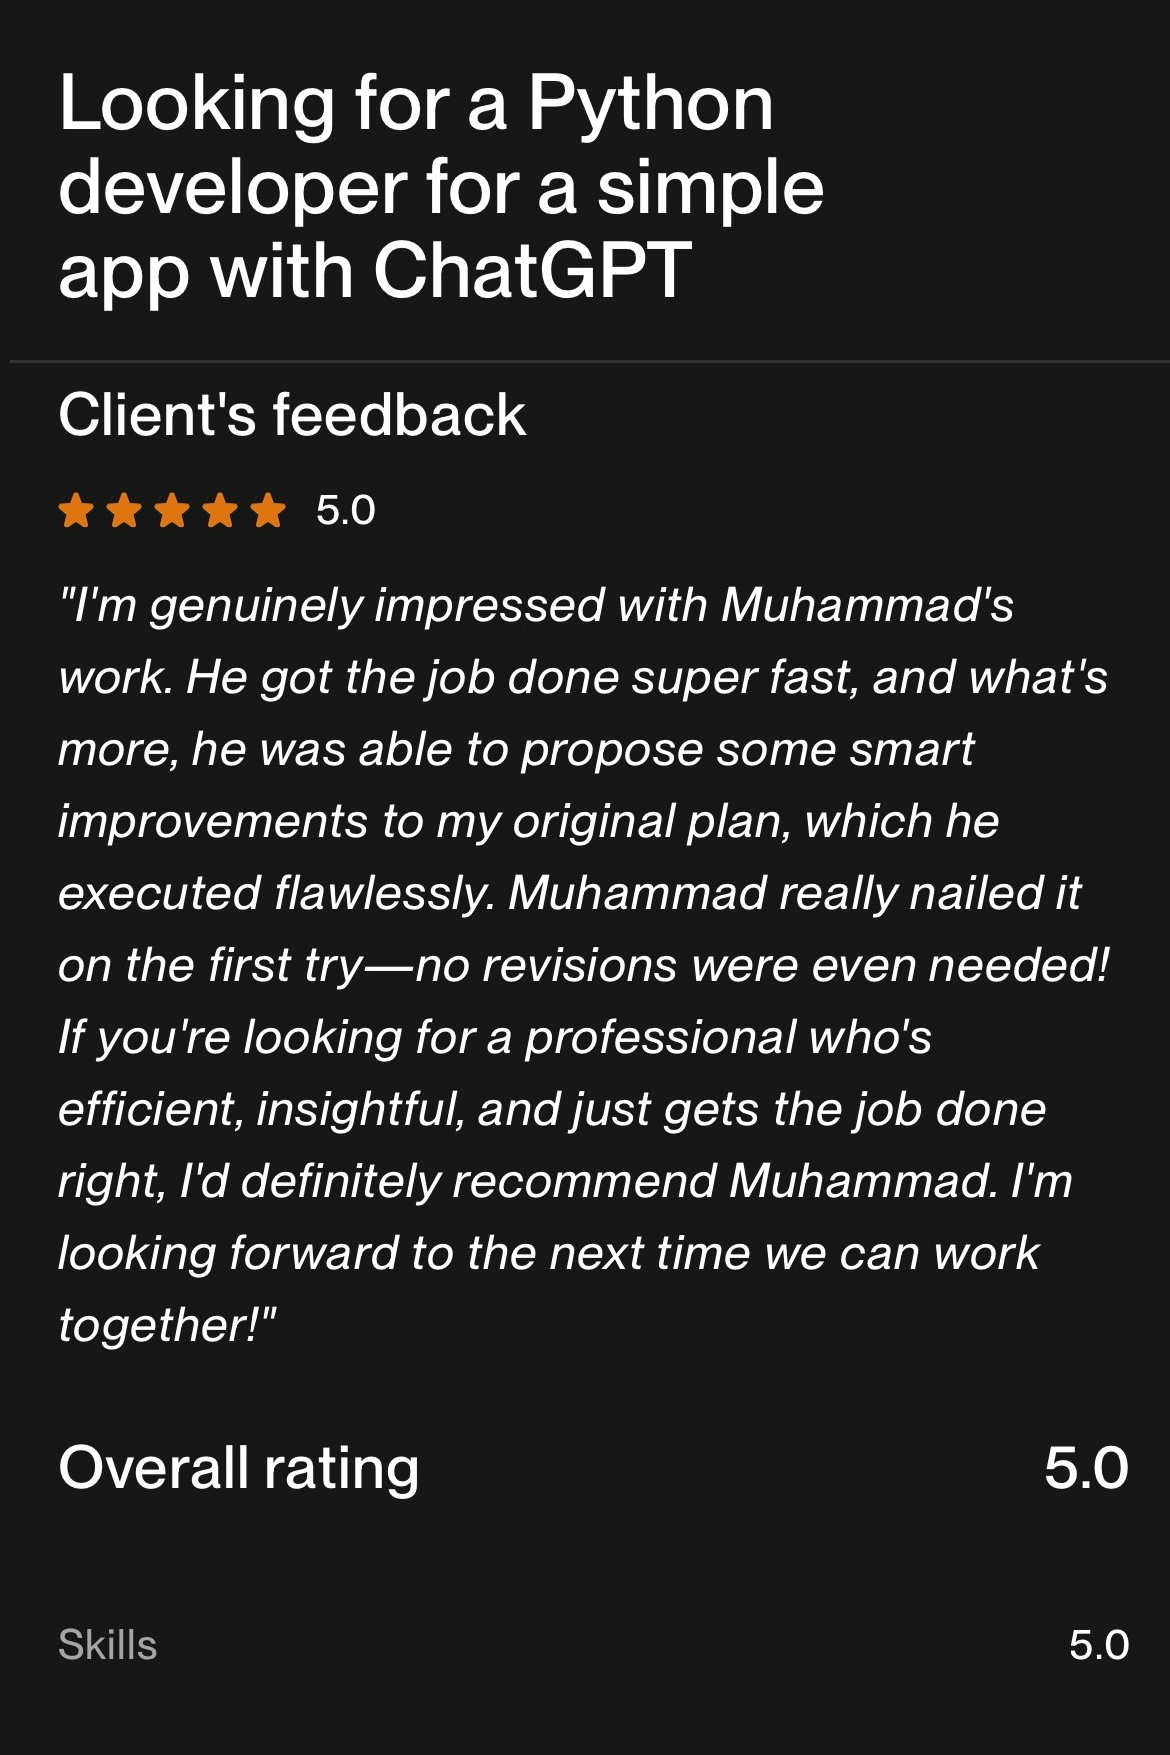 Looking for a Python
developer for a simple
app with ChatGPT
Client's feedback
5.0
"I'm genuinely impressed with Muhammad's
work. He got the job done super fast, and what's
more, he was able to propose some smart
improvements to my original plan, which he
executed flawlessly. Muhammad really nailed it
on the first try—no revisions were even needed!
If you're looking for a professional who's
efficient, insightful, and just gets the job done
right, I'd definitely recommend Muhammad. I'm
looking forward to the next time we can work
together!"
Overall rating 5.0
Skills 5.0